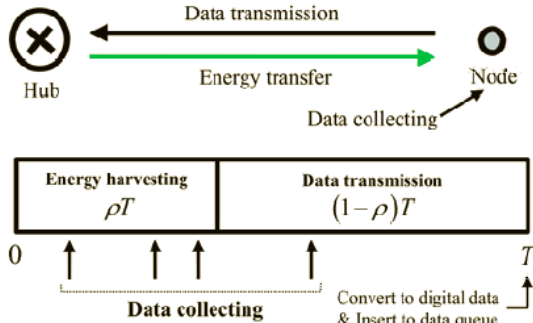 Data transmission
Energy transfer
Hub
Node
Data collecting
Energy harvesting
Data transmission
ρT
(1−ρ)T
0
T
Data collecting
Convert to digital data
& Insert to data queue